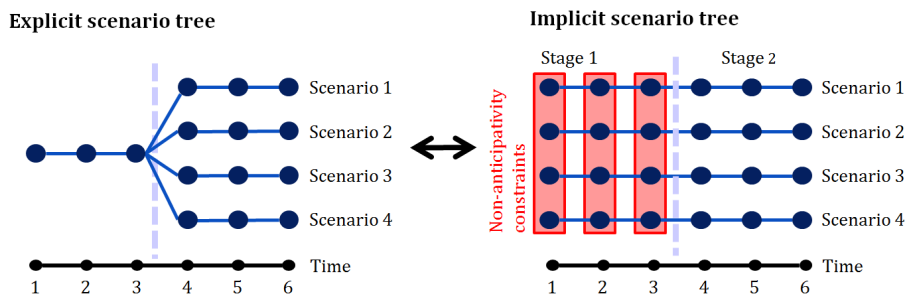 Explicit scenario tree
Scenario 1
Scenario 2
Scenario 3
Scenario 4
Time
1 2 3 4 5 6
Implicit scenario tree
Stage 1
Stage 2
Non-anticipativity
constraints
Scenario 1
Scenario 2
Scenario 3
Scenario 4
Time
1 2 3 4 5 6